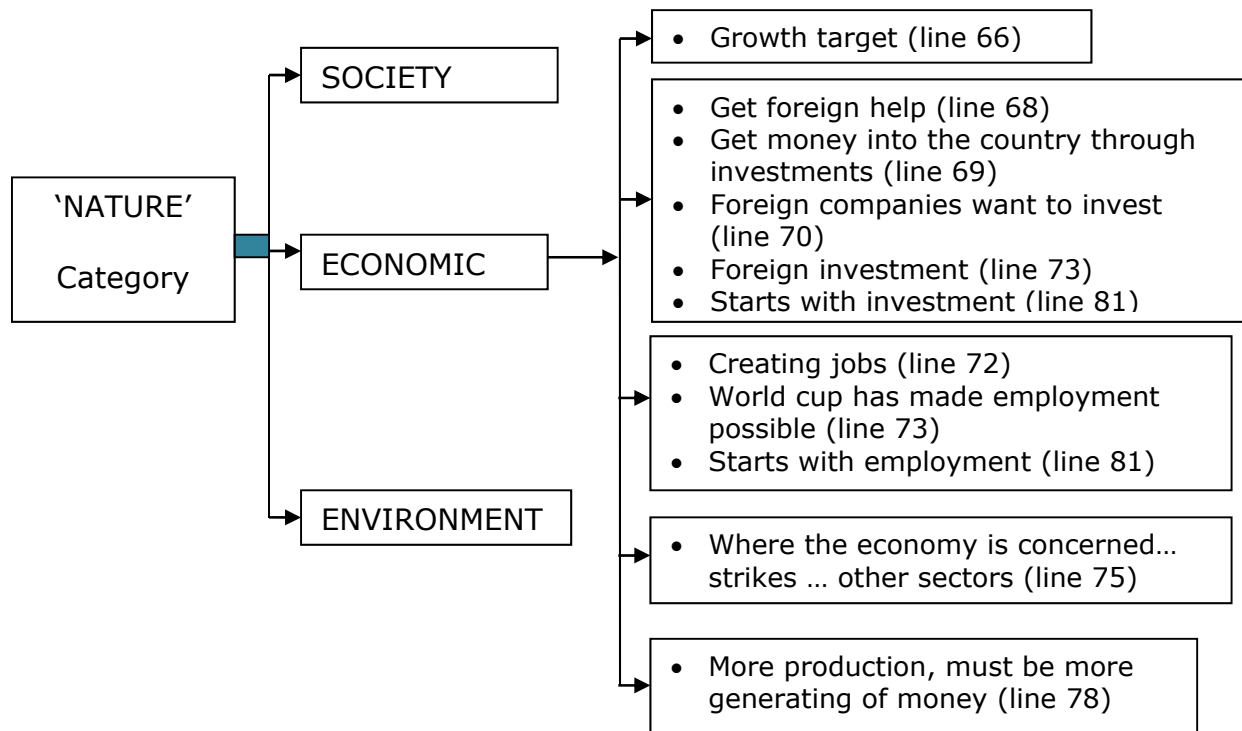 ‘NATURE’
Category
SOCIETY
ECONOMIC
ENVIRONMENT
• Growth target (line 66)
• Get foreign help (line 68)
• Get money into the country through
investments (line 69)
• Foreign companies want to invest
(line 70)
• Foreign investment (line 73)
• Starts with investment (line 81)
• Creating jobs (line 72)
• World cup has made employment
possible (line 73)
• Starts with employment (line 81)
• Where the economy is concerned…
strikes … other sectors (line 75)
• More production, must be more
generating of money (line 78)